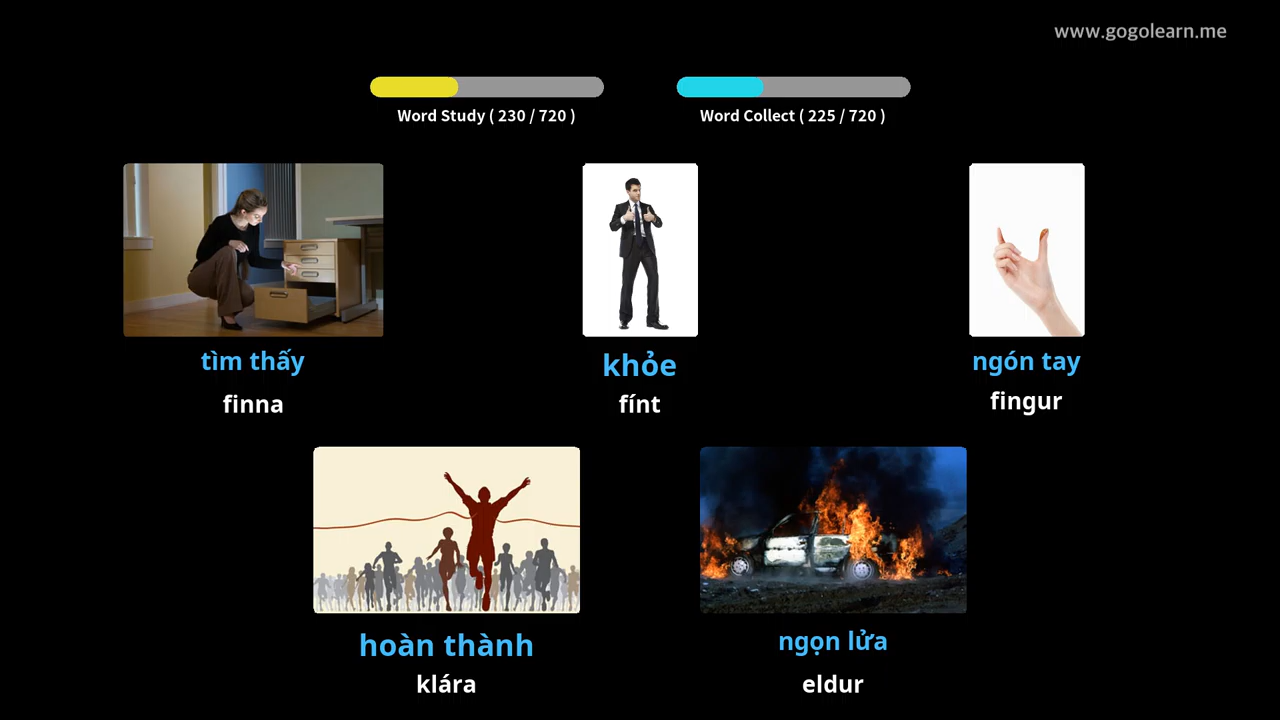 www.gogolearn.me
Word Study ( 230 / 720 )
Word Collect ( 225 / 720 )
tìm thấy
finna
khỏe
fínt
ngón tay
fingur
hoàn thành
klára
ngọn lửa
eldur